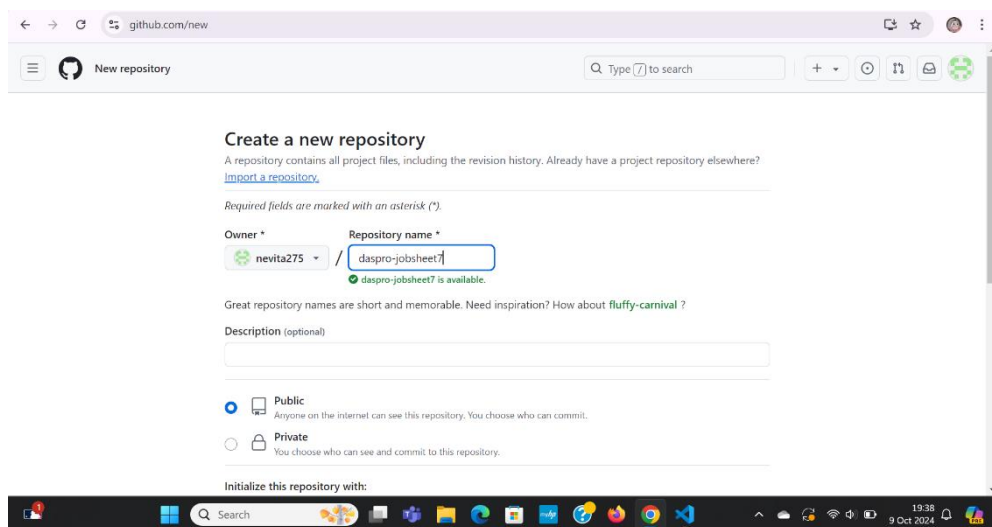 github.com/new
New repository
Type / to search
Create a new repository
A repository contains all project files, including the revision history. Already have a project repository elsewhere?
Import a repository.
Required fields are marked with an asterisk (*).
Owner * Repository name *
nevita275 / daspro-jobsheet7
daspro-jobsheet7 is available.
Great repository names are short and memorable. Need inspiration? How about fluffy-carnival ?
Description (optional)
Public
Anyone on the internet can see this repository. You choose who can commit.
Private
You choose who can see and commit to this repository.
Initialize this repository with:
Search
19:38
9 Oct 2024